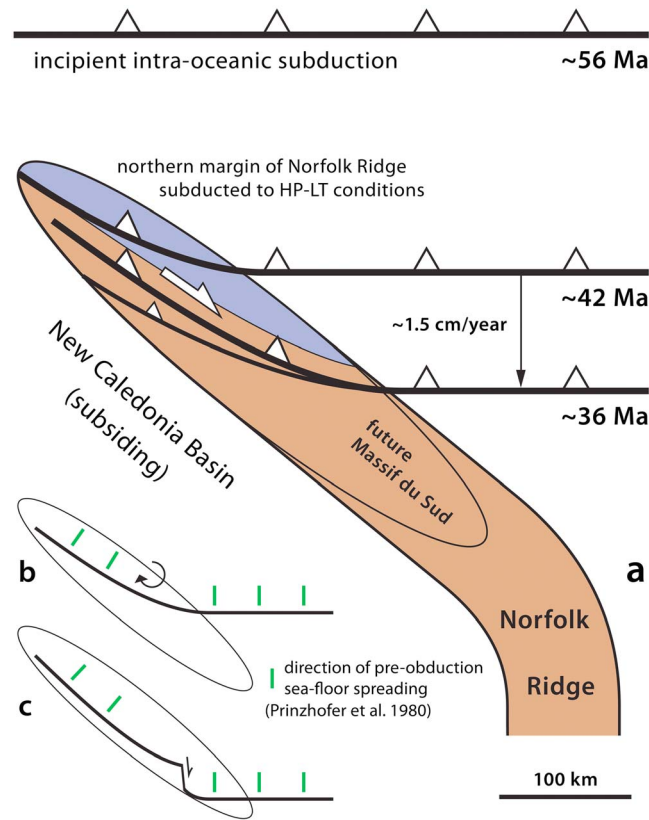 incipient intra-oceanic subduction
~56 Ma
northern margin of Norfolk Ridge
subducted to HP-LT conditions
~42 Ma
~1.5 cm/year
~36 Ma
New Caledonia Basin
(subsiding)
future
Massif du Sud
b
a
Norfolk
Ridge
direction of pre-obduction
sea-floor spreading
(Prinzhofer et al. 1980)
c
100 km